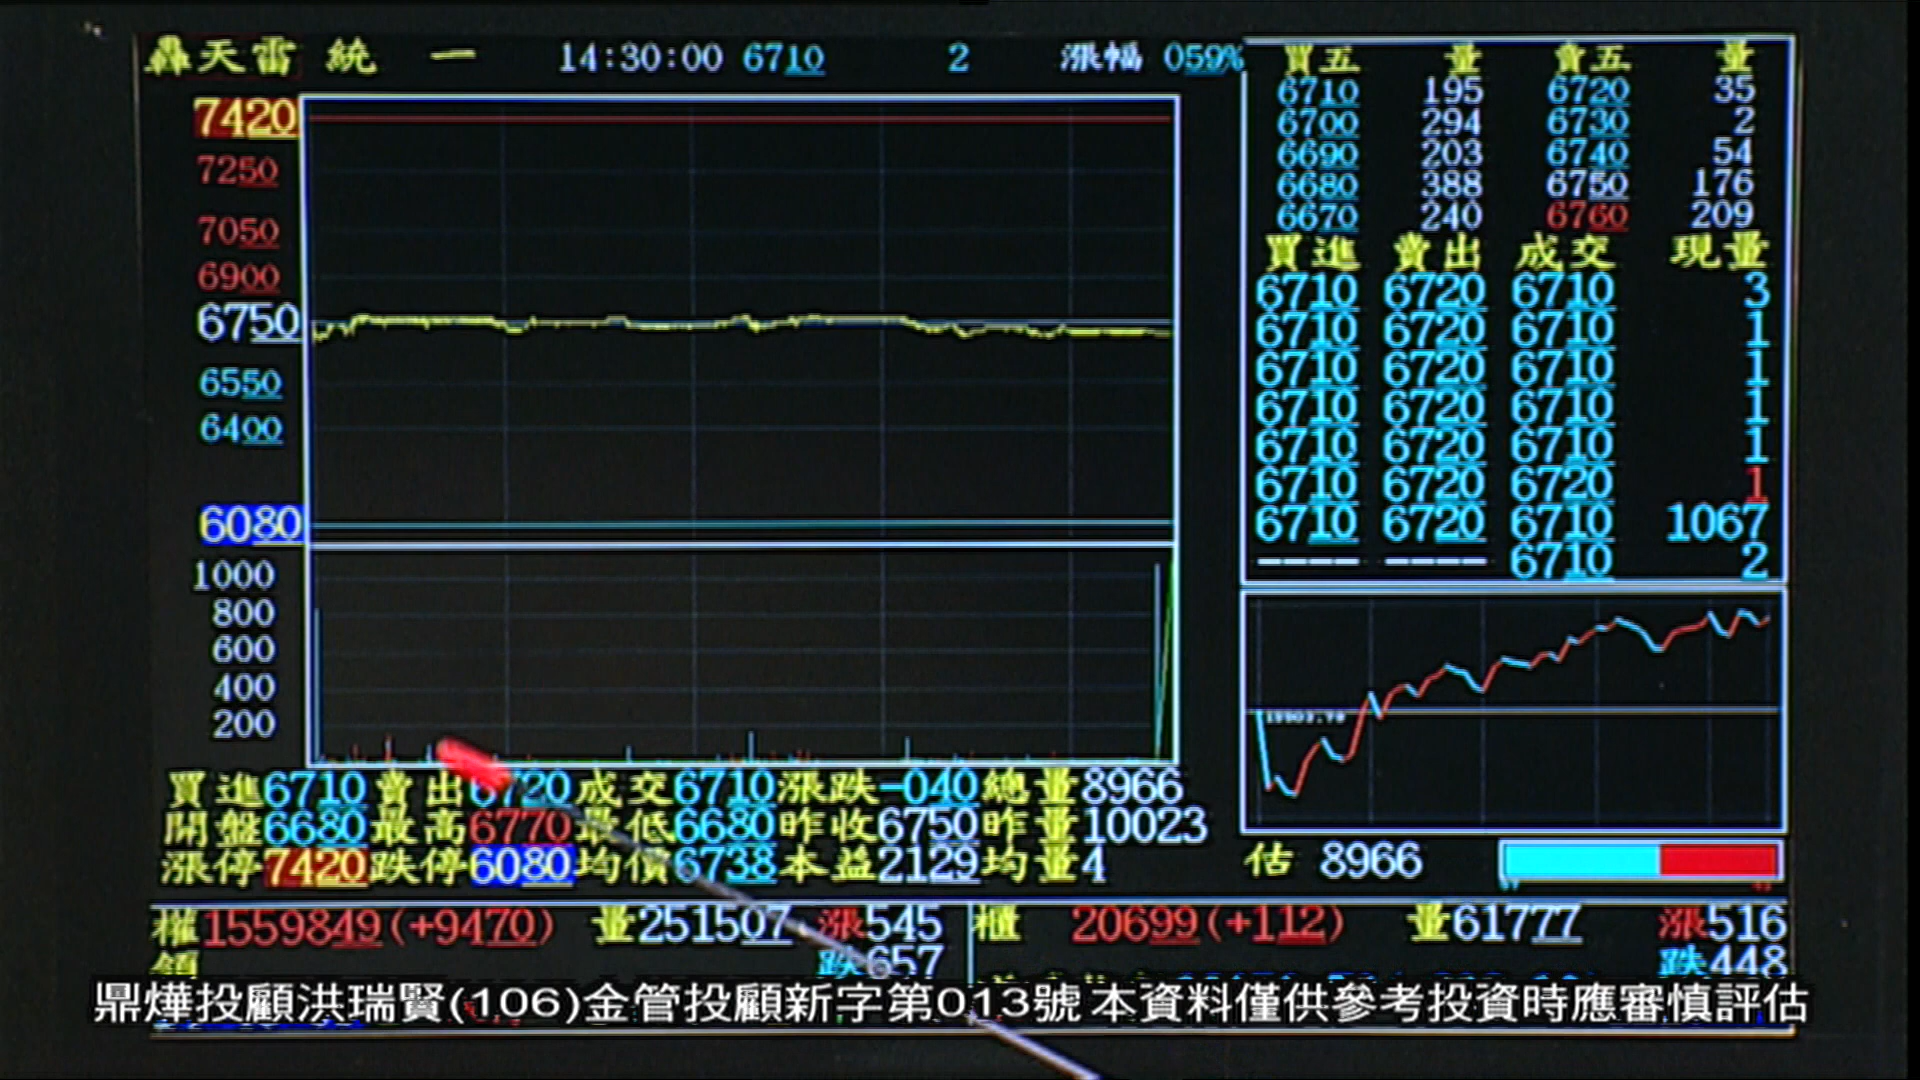 轟天雷 統 一 14:30:00 6710 2 漲幅 059%
7420
7250
7050
6900
6750
6550
6400
6080
1000
800
600
400
200
買五 量 賣五 量
6710 195 6720 35
6700 294 6730 2
6690 203 6740 54
6680 388 6750 176
6670 240 6760 209
買進 賣出 成交 現量
6710 6720 6710 3
6710 6720 6710 1
6710 6720 6710 1
6710 6720 6710 1
6710 6720 6710 1
6710 6720 6720 1
6710 6720 6710 1067
---- ---- 6710 2
買進6710 賣出6720 成交6710 漲跌-040 總量8966
開盤6680 最高6770 最低6680 昨收6750 昨量10023
漲停7420 跌停6080 均價6738 本益2129 均量4
估 8966
權1559849(+9470) 量251507 漲545
跌657
櫃 20699(+112) 量61777 漲516
跌448
鼎燁投顧洪瑞賢(106)金管投顧新字第013號 本資料僅供參考投資時應審慎評估